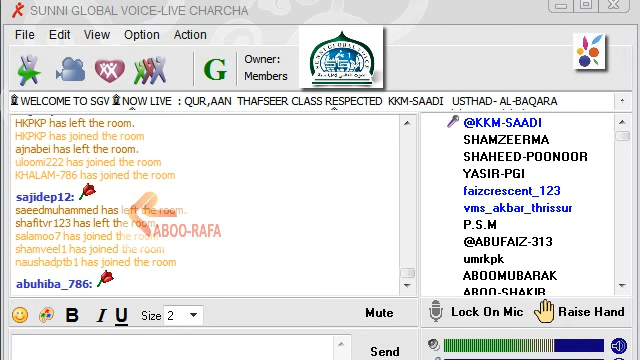 SUNNI GLOBAL VOICE-LIVE CHARCHA
File Edit View Option Action
G
Owner:
Members
WELCOME TO SGV NOW LIVE : QUR,AAN THAFSEER CLASS RESPECTED KKM-SAADI USTHAD- AL-BAQARA
HKPKP has left the room.
HKPKP has joined the room
ajnabei has left the room.
uloomi222 has joined the room
KHALAM-786 has joined the room
sajidep12:
saeedmuhammed has left the room.
shafitvr123 has left the room.
salamoo7 has joined the room
shamveel1 has joined the room
naushadptb1 has joined the room
abuhiba_786:
ABOO-RAFA
@KKM-SAADI
SHAMZEERMA
SHAHEED-POONOOR
YASIR-PGI
faizcrescent_123
vms_akbar_thrissur
P.S.M
@ABUFAIZ-313
umrkpk
ABOOMUBARAK
ABOO-SHAKIR
B I U Size 2 Mute
Lock On Mic Raise Hand
Send